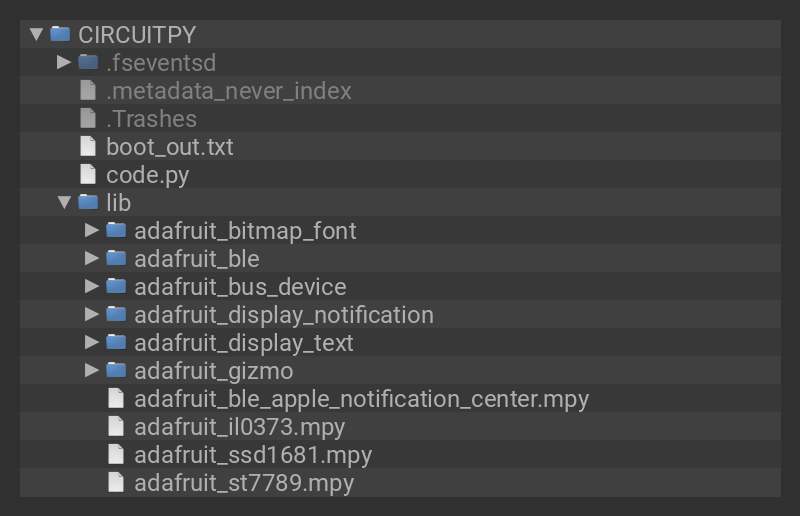 CIRCUITPY
.fseventsd
.metadata_never_index
.Trashes
boot_out.txt
code.py
lib
adafruit_bitmap_font
adafruit_ble
adafruit_bus_device
adafruit_display_notification
adafruit_display_text
adafruit_gizmo
adafruit_ble_apple_notification_center.mpy
adafruit_il0373.mpy
adafruit_ssd1681.mpy
adafruit_st7789.mpy